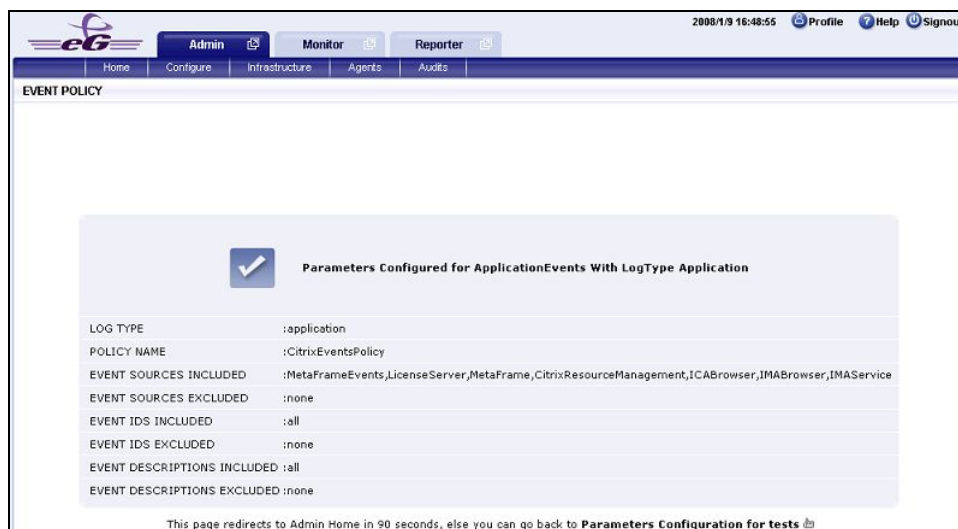 2008/1/9 16:48:55 Profile Help Signou
eG
Admin Monitor Reporter
Home Configure Infrastructure Agents Audits
EVENT POLICY
Parameters Configured for ApplicationEvents With LogType Application
LOG TYPE :application
POLICY NAME :CitrixEventsPolicy
EVENT SOURCES INCLUDED :MetaFrameEvents,LicenseServer,MetaFrame,CitrixResourceManagement,ICABrowser,IMABrowser,IMAService
EVENT SOURCES EXCLUDED :none
EVENT IDS INCLUDED :all
EVENT IDS EXCLUDED :none
EVENT DESCRIPTIONS INCLUDED :all
EVENT DESCRIPTIONS EXCLUDED :none
This page redirects to Admin Home in 90 seconds, else you can go back to Parameters Configuration for tests